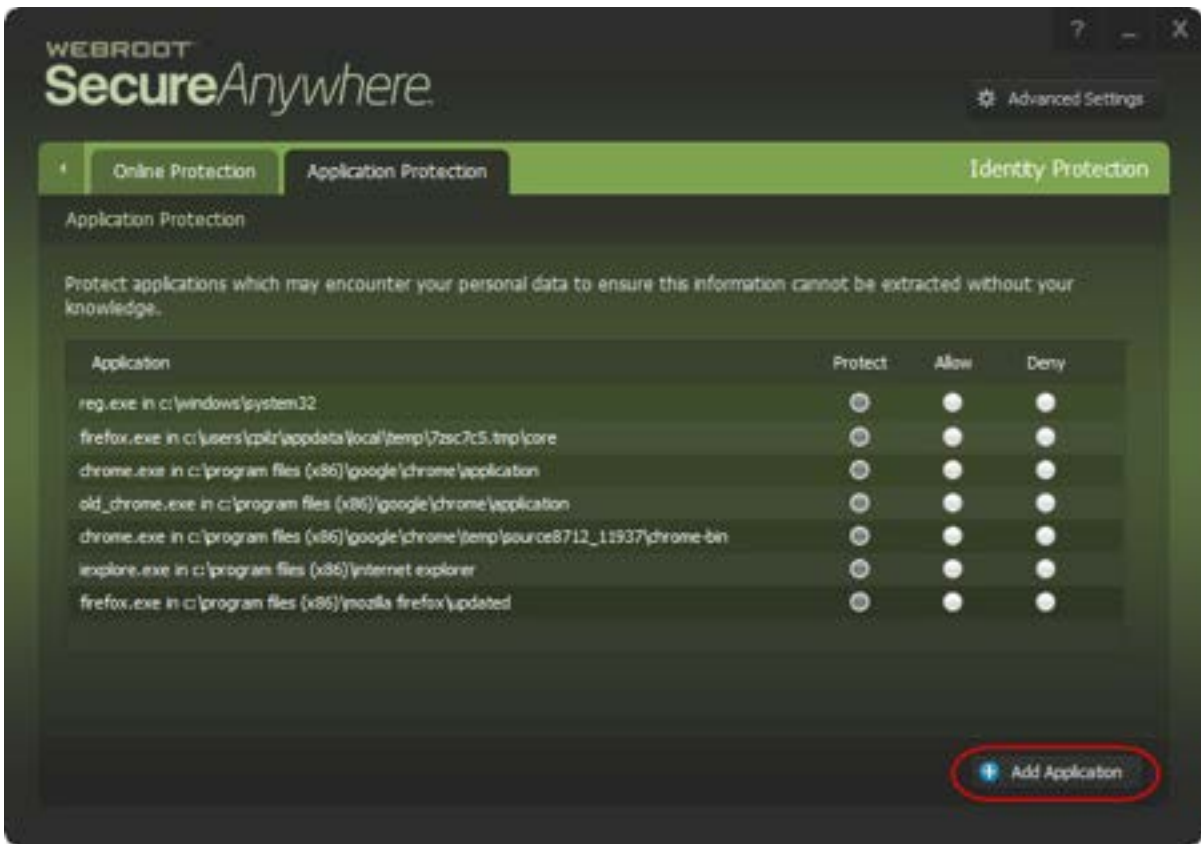 ? _ X
WEBROOT
SecureAnywhere.
Advanced Settings
Online Protection Application Protection Identity Protection
Application Protection
Protect applications which may encounter your personal data to ensure this information cannot be extracted without your
knowledge.
Application Protect Allow Deny
reg.exe in c:\windows\system32
firefox.exe in c:\users\cpilz\appdata\local\temp\7zsc7c5.tmp\core
chrome.exe in c:\program files (x86)\google\chrome\application
old_chrome.exe in c:\program files (x86)\google\chrome\application
chrome.exe in c:\program files (x86)\google\chrome\temp\source8712_11937\chrome-bin
iexplore.exe in c:\program files (x86)\internet explorer
firefox.exe in c:\program files (x86)\mozilla firefox\updated
Add Application